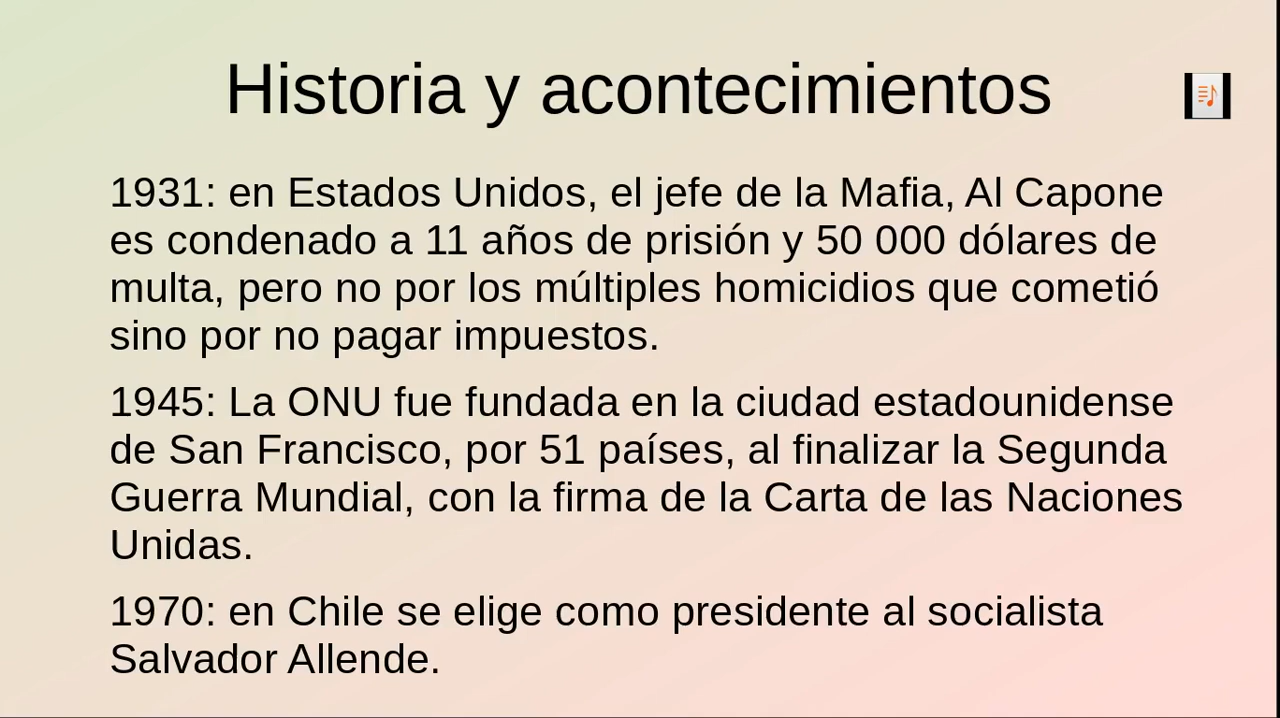 Historia y acontecimientos
1931: en Estados Unidos, el jefe de la Mafia, Al Capone
es condenado a 11 años de prisión y 50 000 dólares de
multa, pero no por los múltiples homicidios que cometió
sino por no pagar impuestos.
1945: La ONU fue fundada en la ciudad estadounidense
de San Francisco, por 51 países, al finalizar la Segunda
Guerra Mundial, con la firma de la Carta de las Naciones
Unidas.
1970: en Chile se elige como presidente al socialista
Salvador Allende.